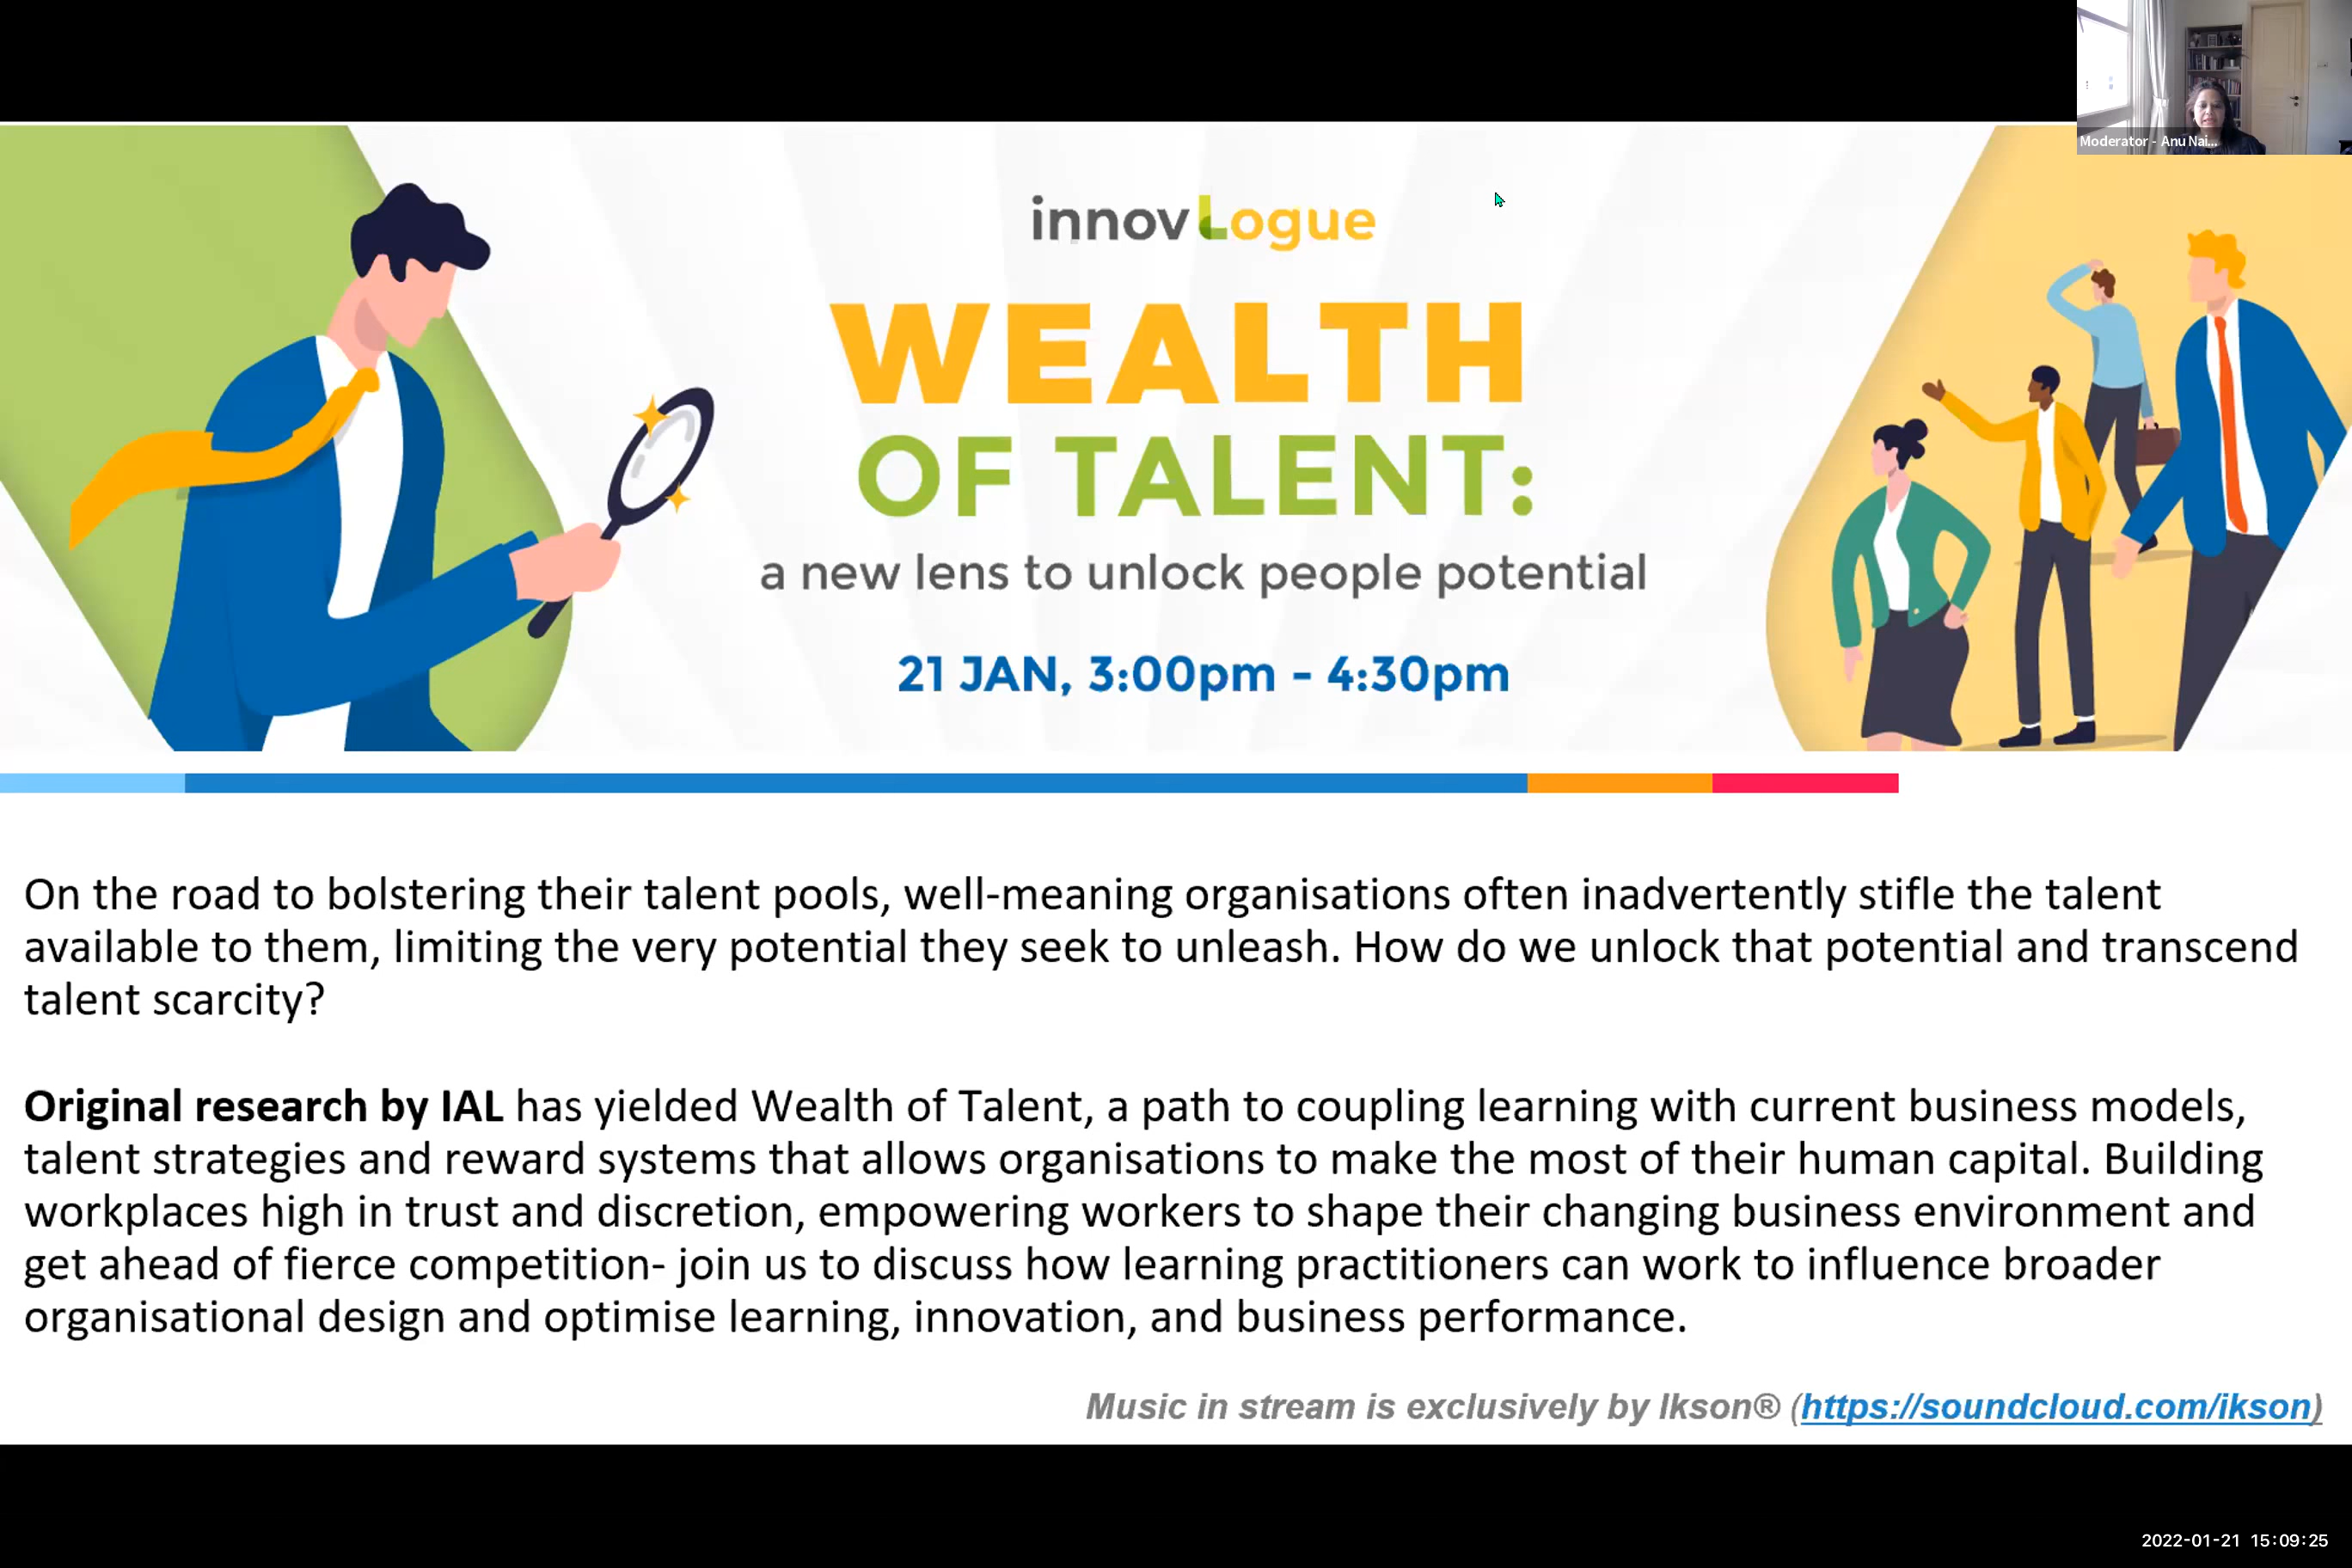 Moderator - Anu Nai...
innovLogue
WEALTH
OF TALENT:
a new lens to unlock people potential
21 JAN, 3:00pm - 4:30pm
On the road to bolstering their talent pools, well-meaning organisations often inadvertently stifle the talent
available to them, limiting the very potential they seek to unleash. How do we unlock that potential and transcend
talent scarcity?
Original research by IAL has yielded Wealth of Talent, a path to coupling learning with current business models,
talent strategies and reward systems that allows organisations to make the most of their human capital. Building
workplaces high in trust and discretion, empowering workers to shape their changing business environment and
get ahead of fierce competition- join us to discuss how learning practitioners can work to influence broader
organisational design and optimise learning, innovation, and business performance.
Music in stream is exclusively by Ikson® (https://soundcloud.com/ikson)
2022-01-21 15:09:25